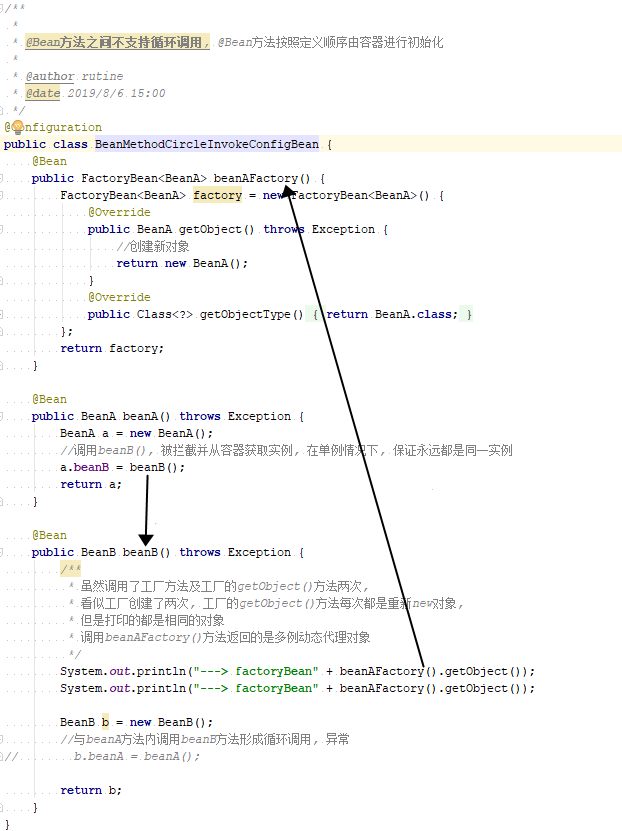 /**
 *
 * @Bean方法之间不支持循环调用, @Bean方法按照定义顺序由容器进行初始化
 *
 * @author rutine
 * @date 2019/8/6 15:00
 */
@Configuration
public class BeanMethodCircleInvokeConfigBean {
    @Bean
    public FactoryBean<BeanA> beanAFactory() {
        FactoryBean<BeanA> factory = new FactoryBean<BeanA>() {
            @Override
            public BeanA getObject() throws Exception {
                //创建新对象
                return new BeanA();
            }
            @Override
            public Class<?> getObjectType() { return BeanA.class; }
        };
        return factory;
    }
    @Bean
    public BeanA beanA() throws Exception {
        BeanA a = new BeanA();
        //调用beanB(), 被拦截并从容器获取实例, 在单例情况下, 保证永远都是同一实例
        a.beanB = beanB();
        return a;
    }
    @Bean
    public BeanB beanB() throws Exception {
        /**
         * 虽然调用了工厂方法及工厂的getObject()方法两次,
         * 看似工厂创建了两次, 工厂的getObject()方法每次都是重新new对象,
         * 但是打印的都是相同的对象
         * 调用beanAFactory()方法返回的是多例动态代理对象
         */
        System.out.println("---> factoryBean" + beanAFactory().getObject());
        System.out.println("---> factoryBean" + beanAFactory().getObject());
        BeanB b = new BeanB();
        //与beanA方法内调用beanB方法形成循环调用, 异常
//        b.beanA = beanA();
        return b;
    }
}